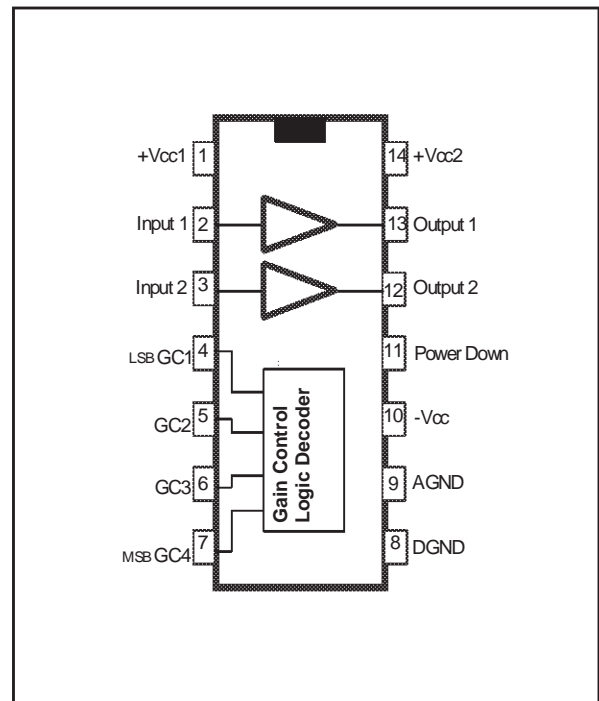 +Vcc1 1 14 +Vcc2
Input 1 2 13 Output 1
Input 2 3 12 Output 2
LSB GC1 4 11 Power Down
GC2 5 10 -Vcc
GC3 6 9 AGND
MSB GC4 7 8 DGND
Gain Control
Logic Decoder